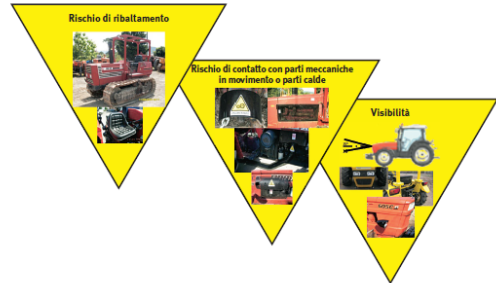 Rischio di ribaltamento
Rischio di contatto con parti meccaniche
in movimento o parti calde
Visibilità